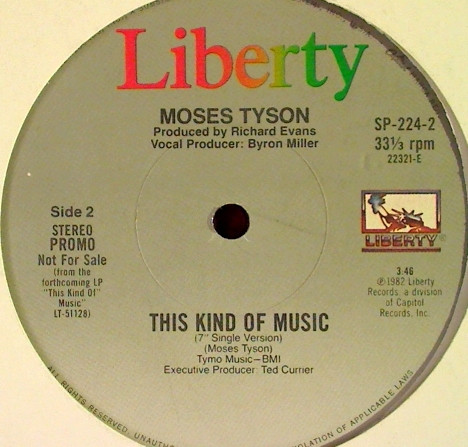 Liberty
MOSES TYSON
Produced by Richard Evans
Vocal Producer: Byron Miller
SP-224-2
33⅓ rpm
22321-E
Side 2
STEREO
PROMO
Not For Sale
(from the
forthcoming LP
"This Kind Of
Music"
LT-51128)
LIBERTY®
3:46
℗1982 Liberty
Records, a division
of Capitol
Records, Inc.
THIS KIND OF MUSIC
(7" Single Version)
(Moses Tyson)
Tymo Music—BMI
Executive Producer: Ted Currier
ALL RIGHTS RESERVED. UNAUTHO
OLATION OF APPLICABLE LAWS